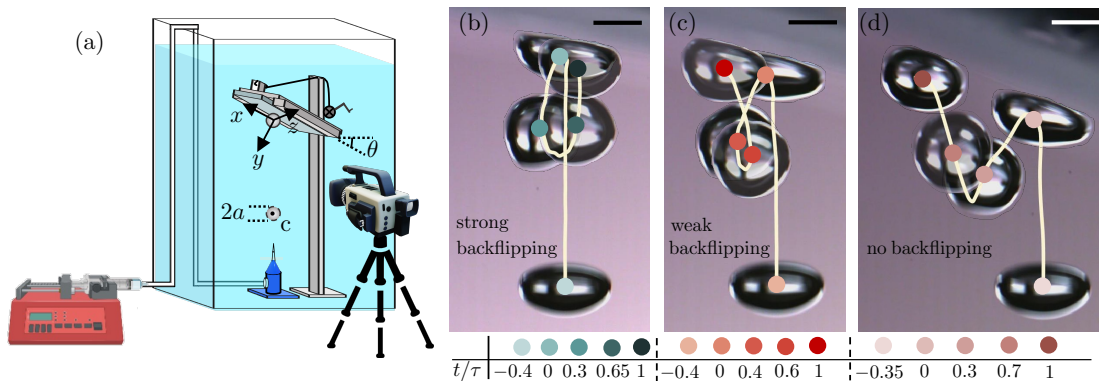 (a)
x
z
y
θ
2a
c
(b)
strong
backflipping
(c)
weak
backflipping
(d)
no backflipping
t/τ
−0.4 0 0.3 0.65 1
−0.4 0 0.4 0.6 1
−0.35 0 0.3 0.7 1